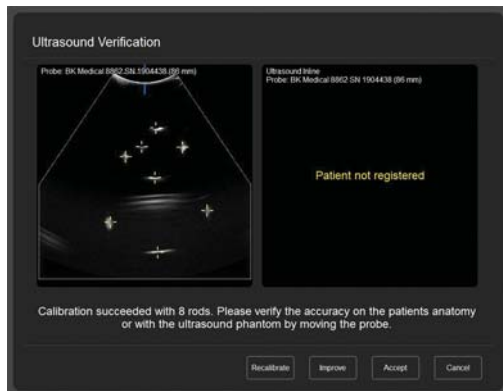 Ultrasound Verification
Probe: BK Medical 8862 SN 1904438 (86 mm)
Ultrasound Inline
Probe: BK Medical 8862 SN 1904438 (86 mm)
Patient not registered
Calibration succeeded with 8 rods. Please verify the accuracy on the patients anatomy
or with the ultrasound phantom by moving the probe.
Recalibrate Improve Accept Cancel